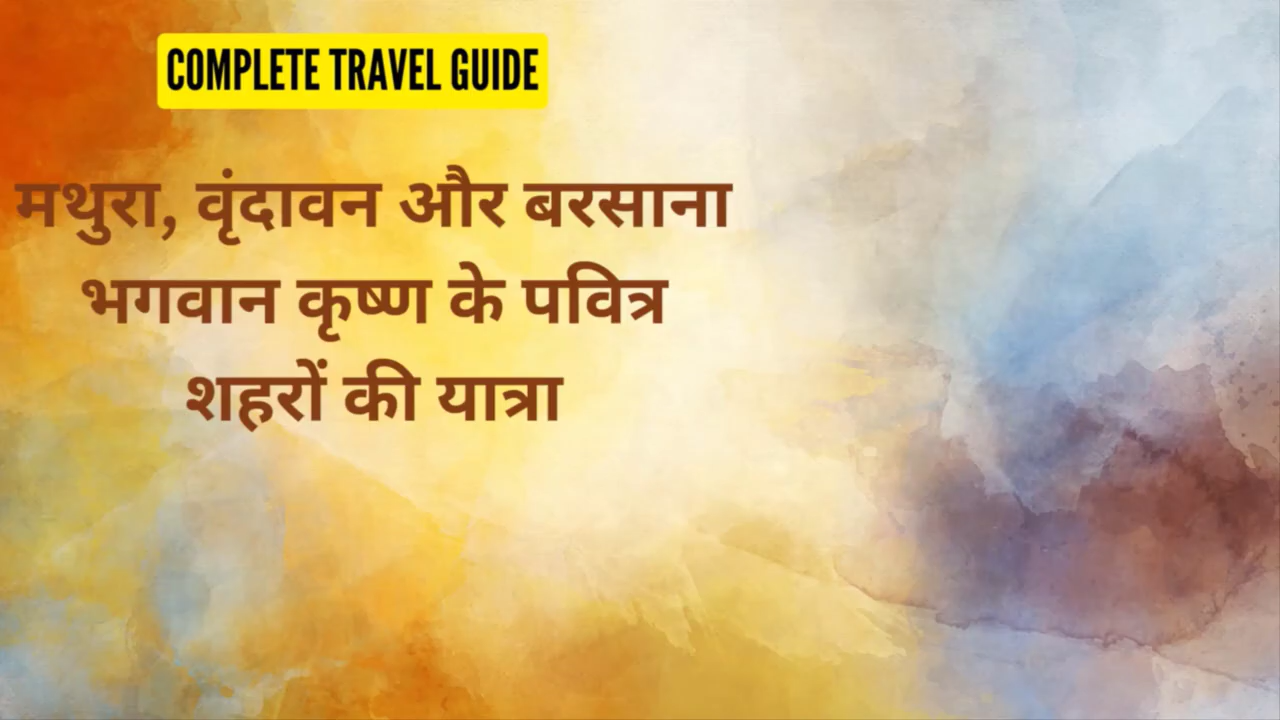 COMPLETE TRAVEL GUIDE
मथुरा, वृंदावन और बरसाना
भगवान कृष्ण के पवित्र
शहरों की यात्रा